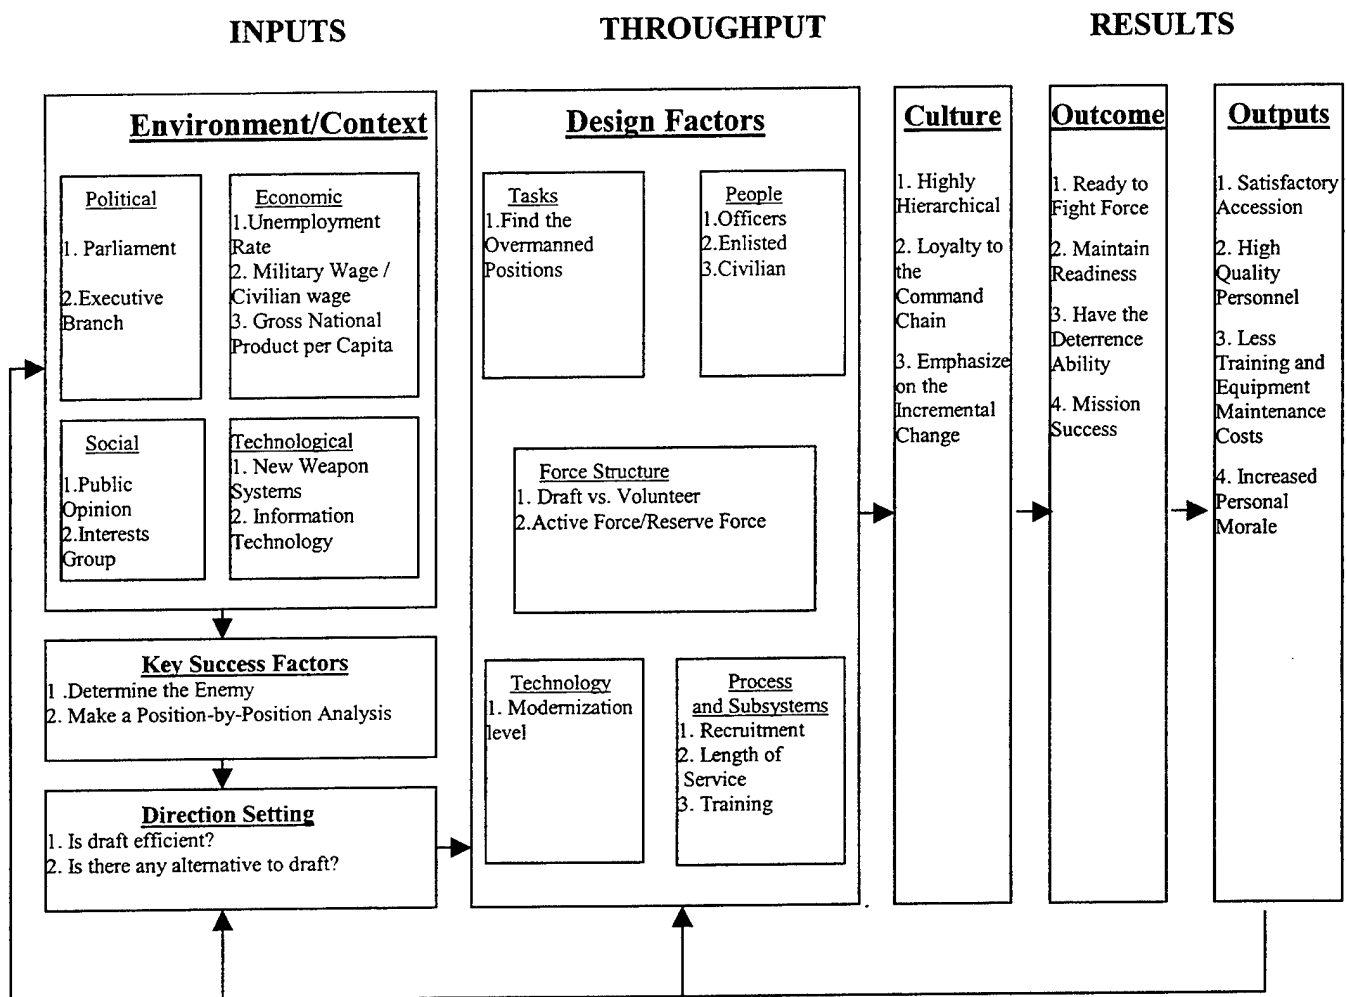 INPUTS
THROUGHPUT
RESULTS
Environment/Context
Political
1. Parliament
2.Executive
Branch
Economic
1.Unemployment
Rate
2. Military Wage /
Civilian wage
3. Gross National
Product per Capita
Social
1.Public
Opinion
2.Interests
Group
Technological
1. New Weapon
Systems
2. Information
Technology
Key Success Factors
1 .Determine the Enemy
2. Make a Position-by-Position Analysis
Direction Setting
1. Is draft efficient?
2. Is there any alternative to draft?
Design Factors
Tasks
1.Find the
Overmanned
Positions
People
1.Officers
2.Enlisted
3.Civilian
Force Structure
1. Draft vs. Volunteer
2.Active Force/Reserve Force
Technology
1. Modernization
level
Process
and Subsystems
1. Recruitment
2. Length of
Service
3. Training
Culture
1. Highly
Hierarchical
2. Loyalty to
the
Command
Chain
3. Emphasize
on the
Incremental
Change
Outcome
1. Ready to
Fight Force
2. Maintain
Readiness
3. Have the
Deterrence
Ability
4. Mission
Success
Outputs
1. Satisfactory
Accession
2. High
Quality
Personnel
3. Less
Training and
Equipment
Maintenance
Costs
4. Increased
Personal
Morale